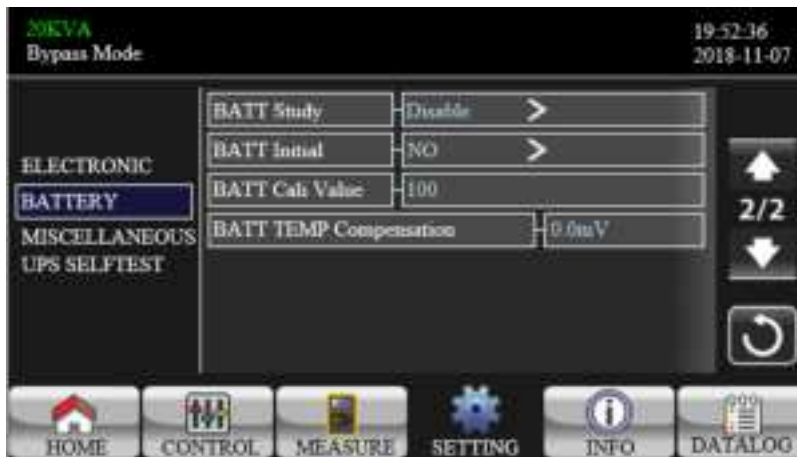 20KVA
Bypass Mode
19:52:36
2018-11-07
ELECTRONIC
BATTERY
MISCELLANEOUS
UPS SELFTEST
BATT Study Disable >
BATT Initial NO >
BATT Cali Value 100
BATT TEMP Compensation 0.0mV
2/2
HOME CONTROL MEASURE SETTING INFO DATALOG